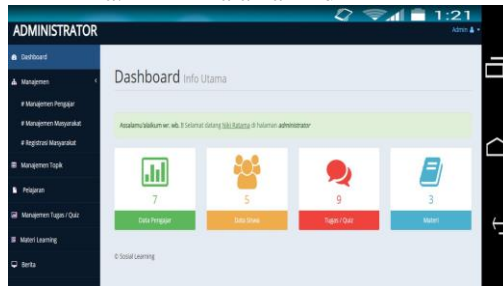 1:21
ADMINISTRATOR
Admin
Dashboard
Manajemen
# Manajemen Pengajar
# Manajemen Masyarakat
# Registrasi Masyarakat
Manajemen Topik
Pelajaran
Manajemen Tugas / Quiz
Materi Learning
Berita
Dashboard Info Utama
Assalamu'alaikum wr. wb. !! Selamat datang Niki Ratama di halaman administrator
7
Data Pengajar
5
Data Siswa
9
Tugas / Quiz
3
Materi
© Sosial Learning